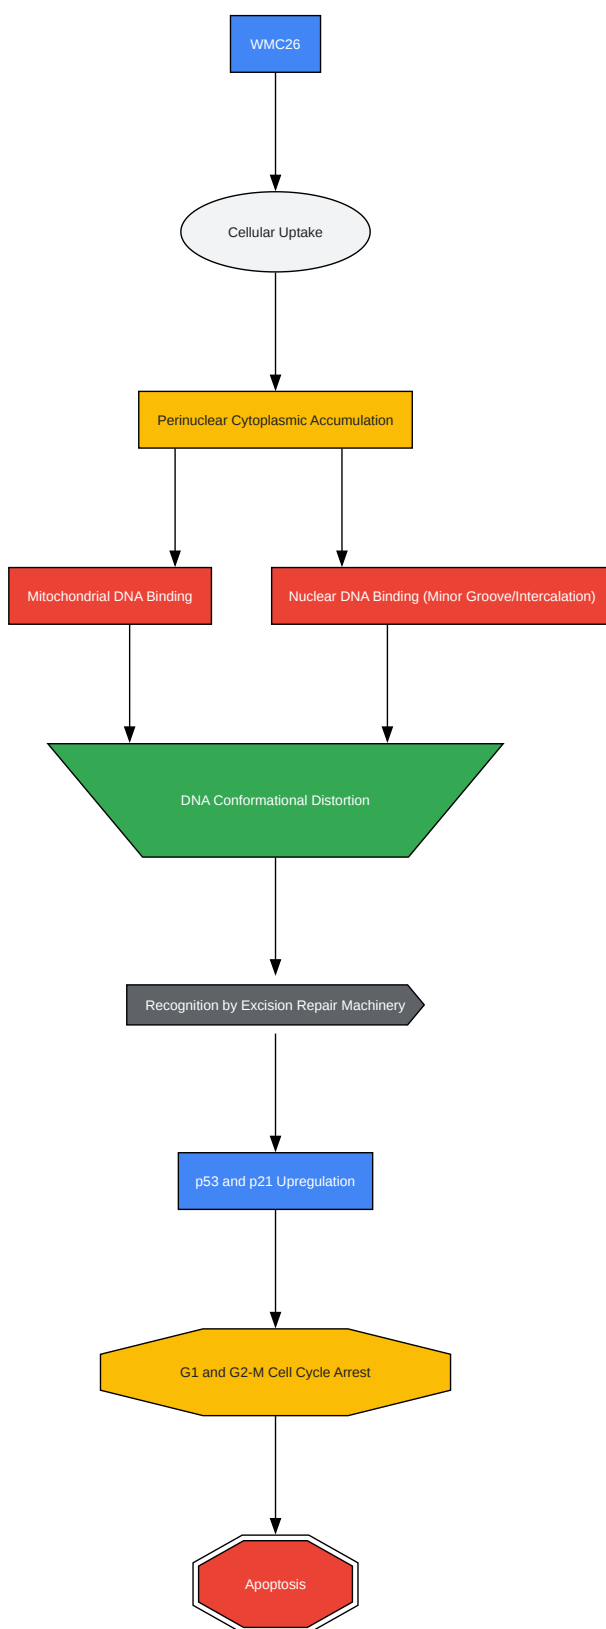 WMC26
Cellular Uptake
Perinuclear Cytoplasmic Accumulation
Mitochondrial DNA Binding
Nuclear DNA Binding (Minor Groove/Intercalation)
DNA Conformational Distortion
Recognition by Excision Repair Machinery
p53 and p21 Upregulation
G1 and G2-M Cell Cycle Arrest
Apoptosis